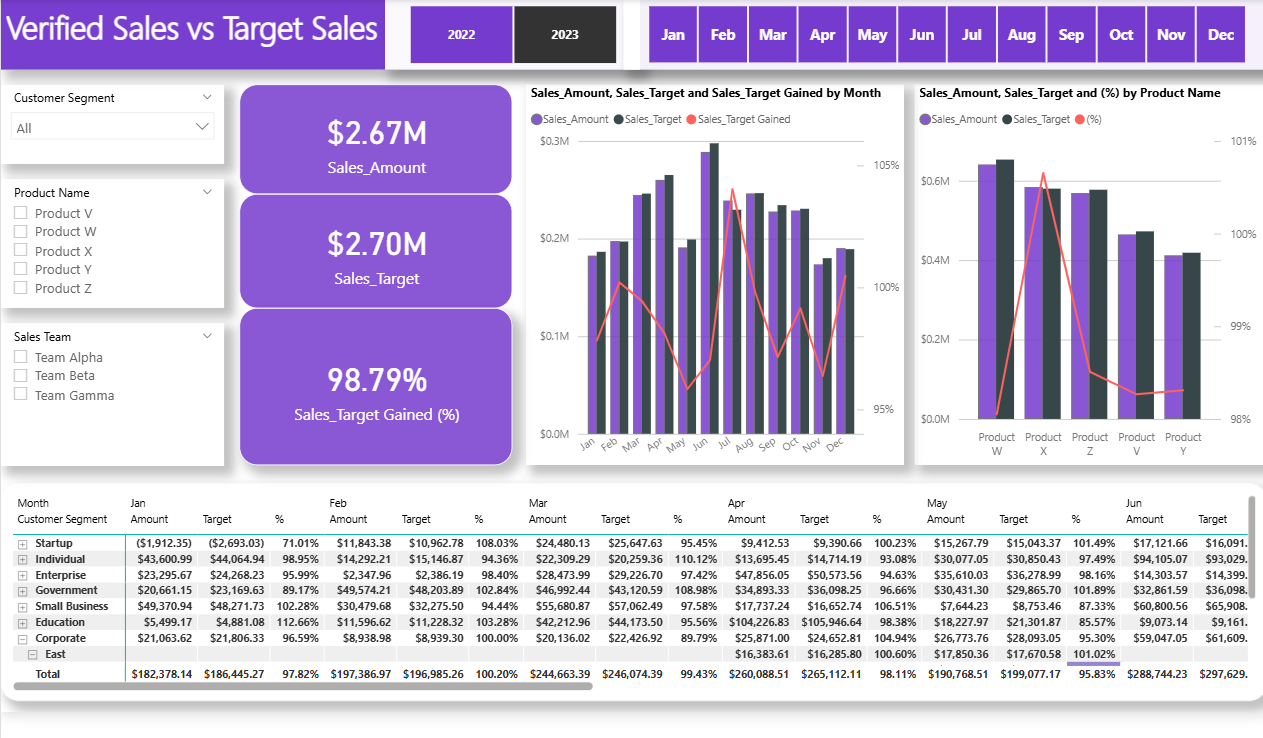 Verified Sales vs Target Sales
2022 2023
Jan Feb Mar Apr May Jun Jul Aug Sep Oct Nov Dec
Customer Segment
All
Product Name
Product V
Product W
Product X
Product Y
Product Z
Sales Team
Team Alpha
Team Beta
Team Gamma
$2.67M
Sales_Amount
$2.70M
Sales_Target
98.79%
Sales_Target Gained (%)
Sales_Amount, Sales_Target and Sales_Target Gained by Month
Sales_Amount Sales_Target Sales_Target Gained
$0.3M
$0.2M
$0.1M
$0.0M
105%
100%
95%
Jan Feb Mar Apr May Jun Jul Aug Sep Oct Nov Dec
Sales_Amount, Sales_Target and (%) by Product Name
Sales_Amount Sales_Target (%)
$0.6M
$0.4M
$0.2M
$0.0M
101%
100%
99%
98%
Product Product Product Product Product
W X Z V Y
Month Jan Feb Mar Apr May Jun
Customer Segment Amount Target % Amount Target % Amount Target % Amount Target % Amount Target % Amount Target
Startup ($1,912.35) ($2,693.03) 71.01% $11,843.38 $10,962.78 108.03% $24,480.13 $25,647.63 95.45% $9,412.53 $9,390.66 100.23% $15,267.79 $15,043.37 101.49% $17,121.66 $16,091.
Individual $43,600.99 $44,064.94 98.95% $14,292.21 $15,146.87 94.36% $22,309.29 $20,259.36 110.12% $13,695.45 $14,714.19 93.08% $30,077.05 $30,850.43 97.49% $94,105.07 $93,029.
Enterprise $23,295.67 $24,268.23 95.99% $2,347.96 $2,386.19 98.40% $28,473.99 $29,226.70 97.42% $47,856.05 $50,573.56 94.63% $35,610.03 $36,278.99 98.16% $14,303.57 $14,399.
Government $20,661.15 $23,169.63 89.17% $49,574.21 $48,203.89 102.84% $46,992.44 $43,120.59 108.98% $34,893.33 $36,098.25 96.66% $30,431.30 $29,865.70 101.89% $32,861.59 $36,098.
Small Business $49,370.94 $48,271.73 102.28% $30,479.68 $32,275.50 94.44% $55,680.87 $57,062.49 97.58% $17,737.24 $16,652.74 106.51% $7,644.23 $8,753.46 87.33% $60,800.56 $65,908.
Education $5,499.17 $4,881.08 112.66% $11,596.62 $11,228.32 103.28% $42,212.96 $44,173.50 95.56% $104,226.83 $105,946.64 98.38% $18,227.97 $21,301.87 85.57% $9,073.14 $9,161.
Corporate $21,063.62 $21,806.33 96.59% $8,938.98 $8,939.30 100.00% $20,136.02 $22,426.92 89.79% $25,871.00 $24,652.81 104.94% $26,773.76 $28,093.05 95.30% $59,047.05 $61,609.
East $16,383.61 $16,285.80 100.60% $17,850.36 $17,670.58 101.02%
Total $182,378.14 $186,445.27 97.82% $197,386.97 $196,985.26 100.20% $244,663.39 $246,074.39 99.43% $260,088.51 $265,112.11 98.11% $190,768.51 $199,077.17 95.83% $288,744.23 $297,629.